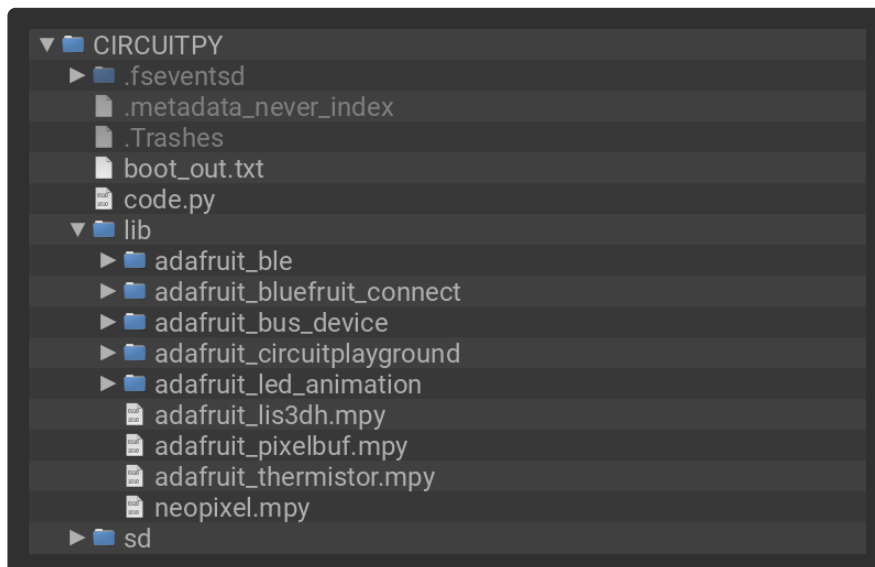 CIRCUITPY
.fseventsd
.metadata_never_index
.Trashes
boot_out.txt
code.py
lib
adafruit_ble
adafruit_bluefruit_connect
adafruit_bus_device
adafruit_circuitplayground
adafruit_led_animation
adafruit_lis3dh.mpy
adafruit_pixelbuf.mpy
adafruit_thermistor.mpy
neopixel.mpy
sd